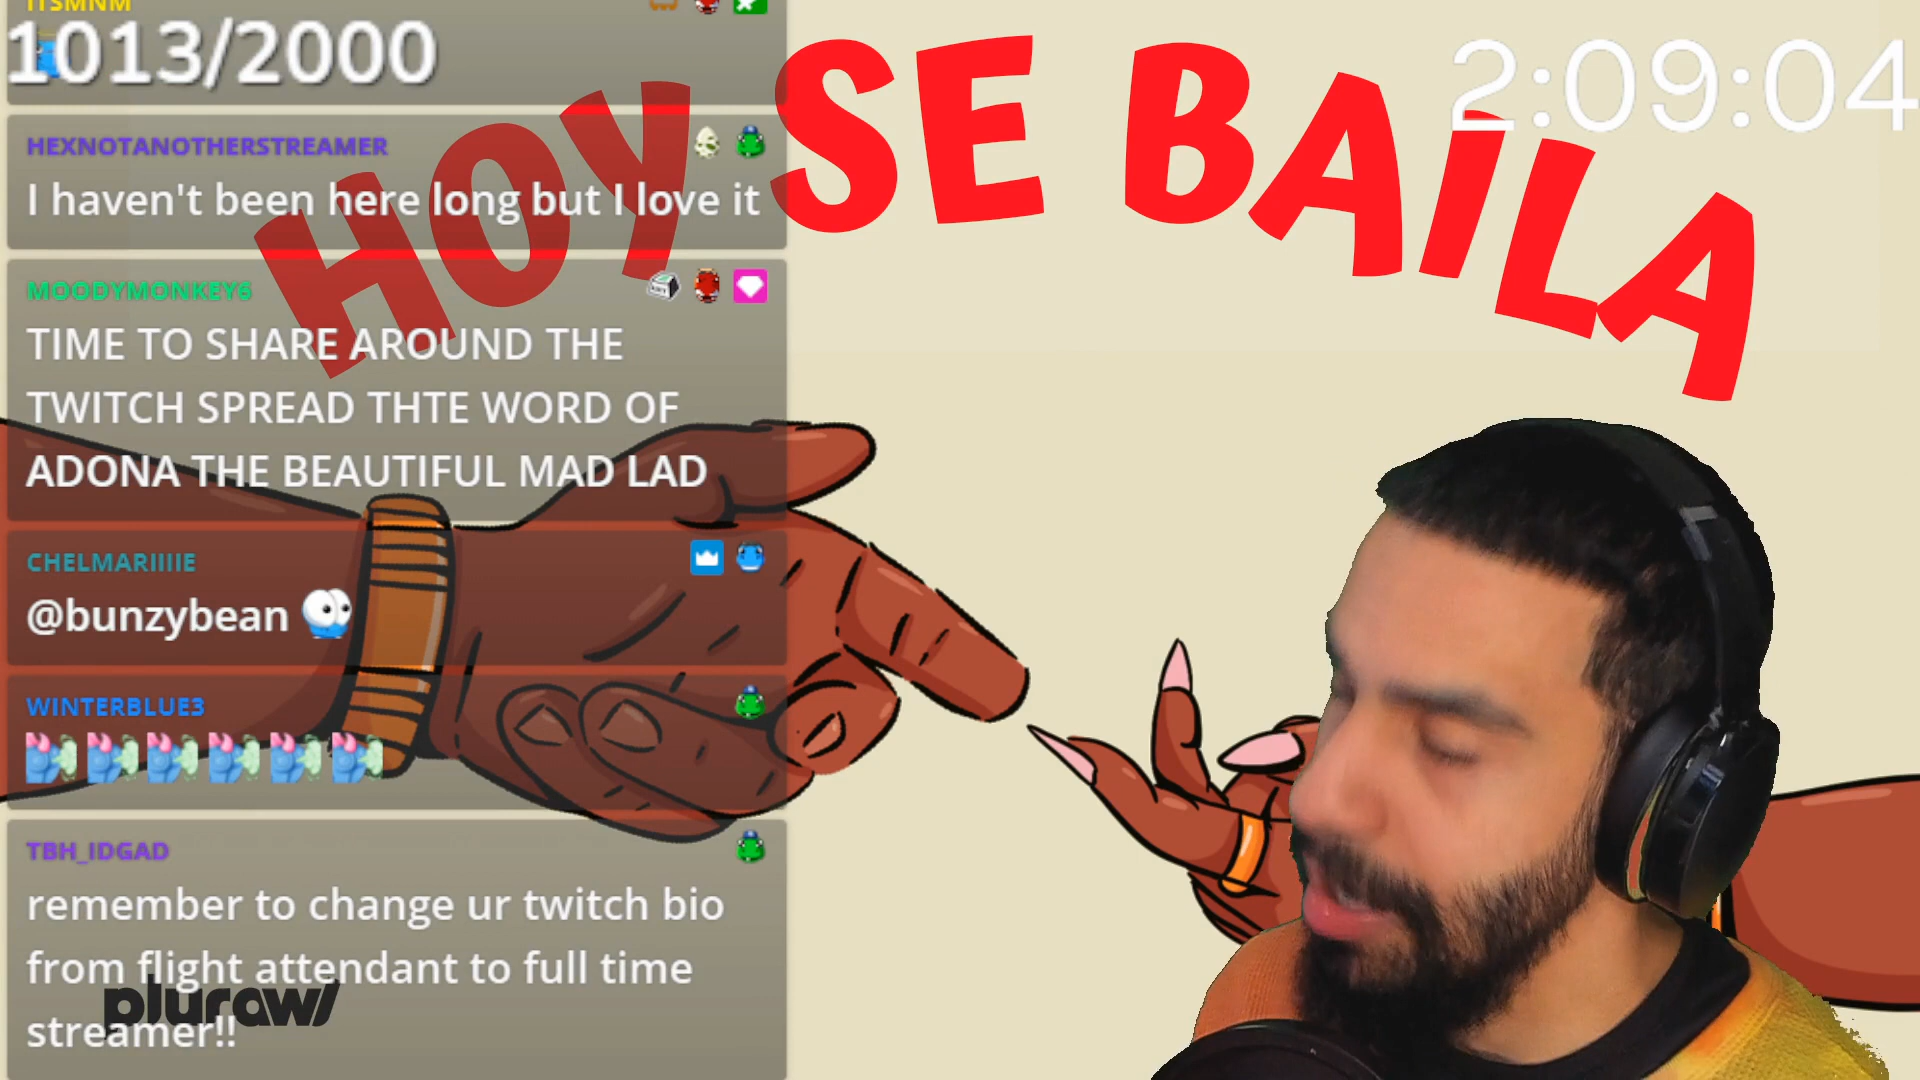 ITSMNM
1013/2000
HOY SE BAILA
2:09:04
HEXNOTANOTHERSTREAMER
I haven't been here long but I love it
MOODYMONKEY6
TIME TO SHARE AROUND THE
TWITCH SPREAD THTE WORD OF
ADONA THE BEAUTIFUL MAD LAD
CHELMARIIIIE
@bunzybean
WINTERBLUE3
TBH_IDGAD
remember to change ur twitch bio
from flight attendant to full time
streamer!!
plurawl